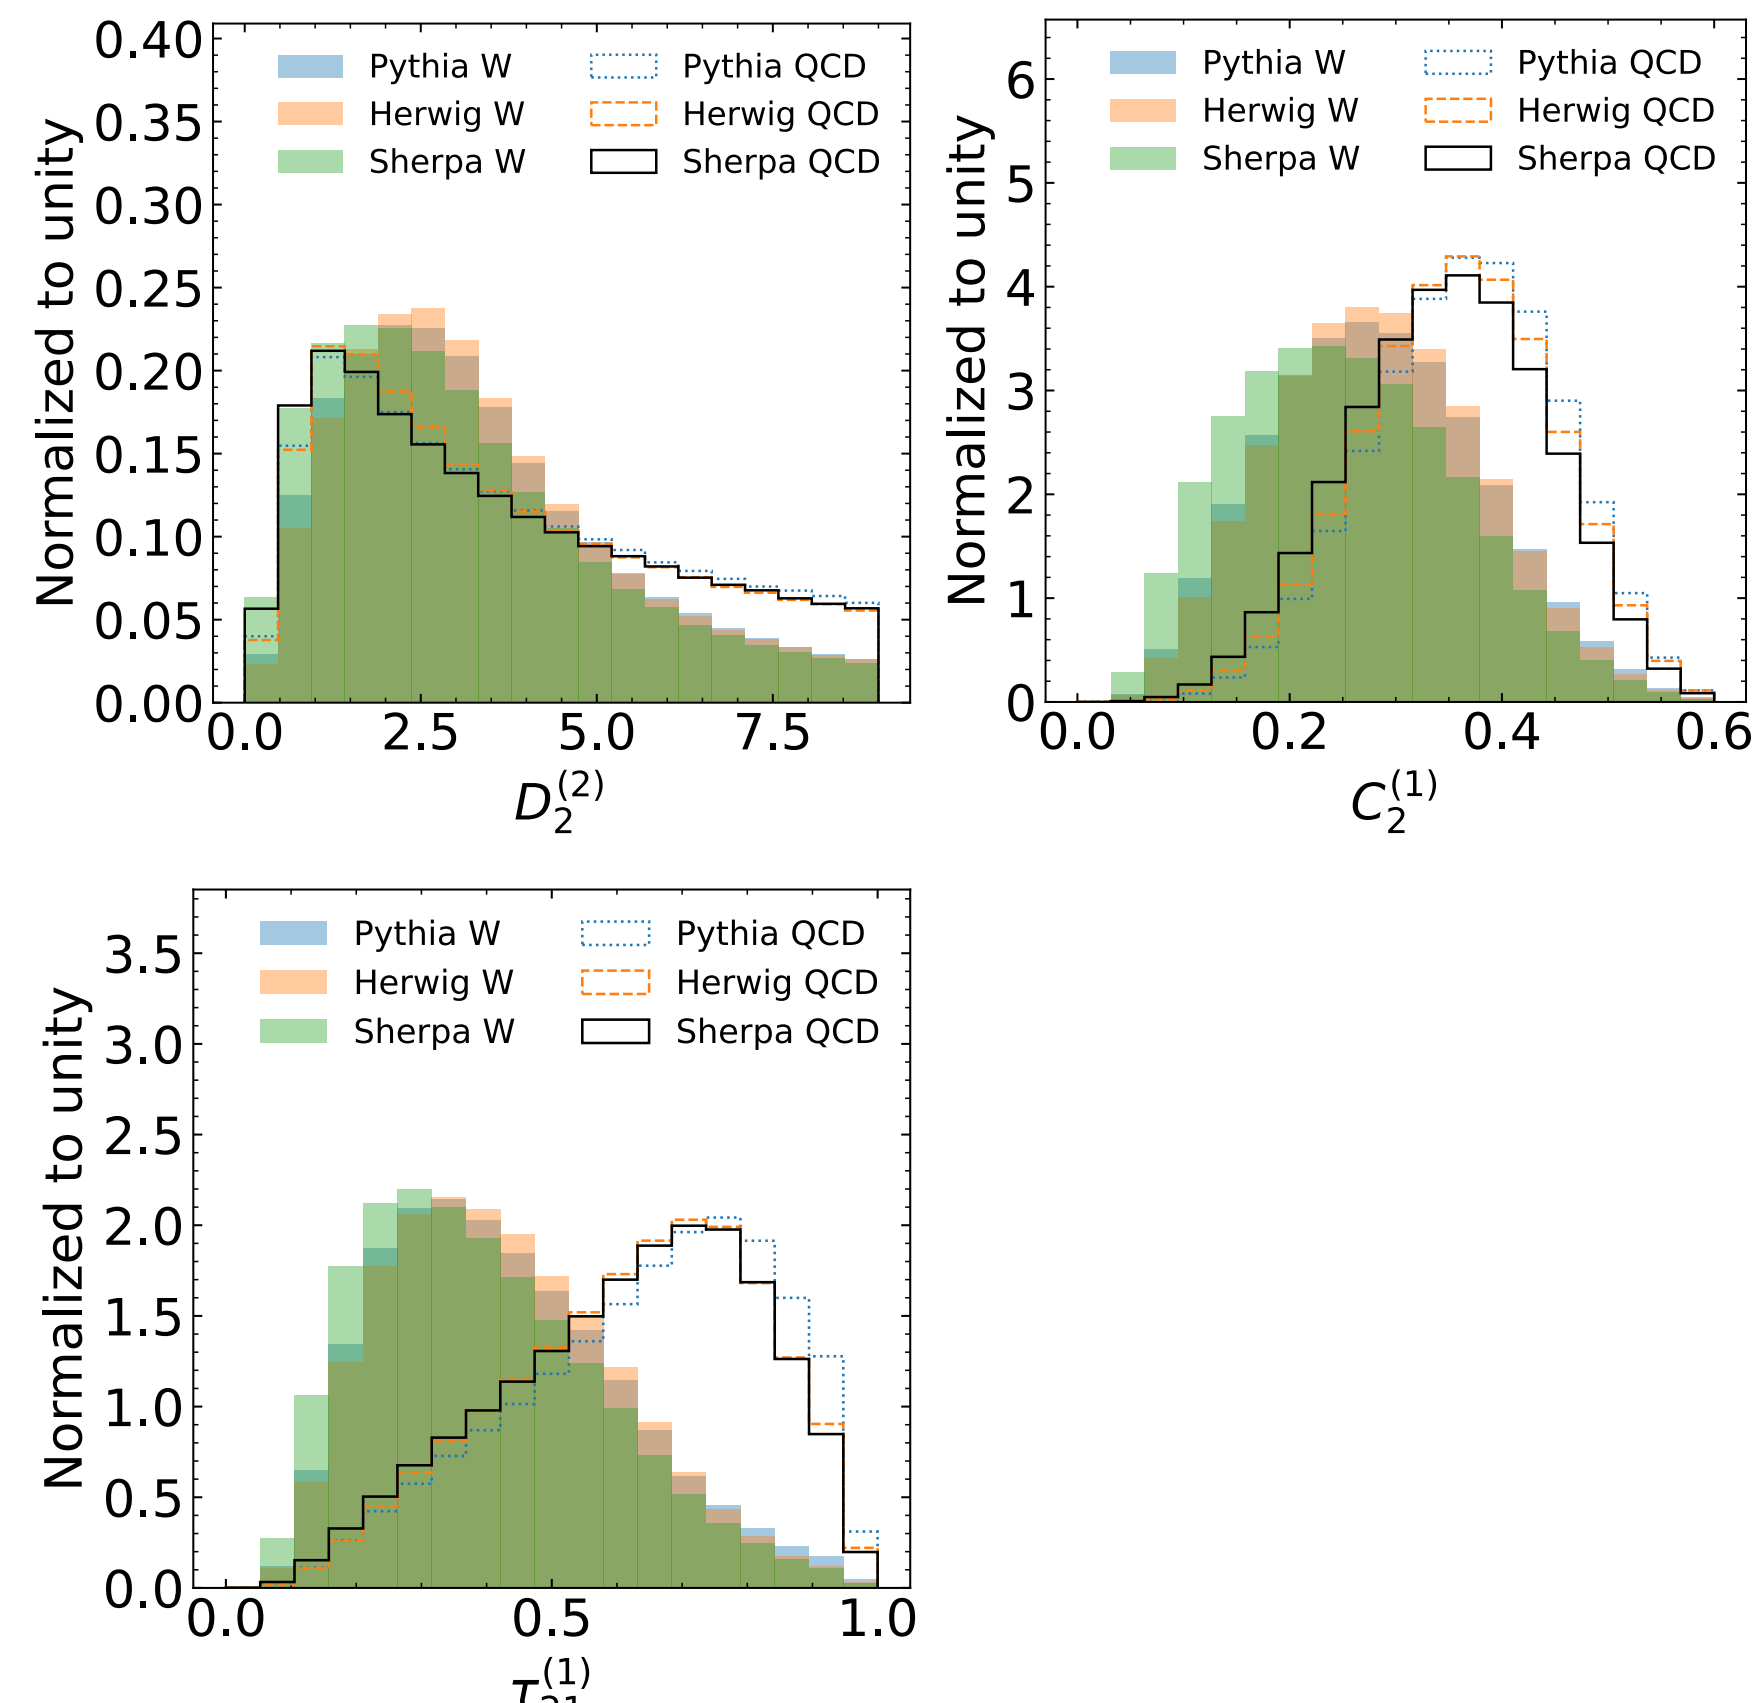 Normalized to unity
0.40
0.35
0.30
0.25
0.20
0.15
0.10
0.05
0.00
Pythia W
Herwig W
Sherpa W
Pythia QCD
Herwig QCD
Sherpa QCD
0.0 2.5 5.0 7.5
D_2^{(2)}
Normalized to unity
6
5
4
3
2
1
0
Pythia W
Herwig W
Sherpa W
Pythia QCD
Herwig QCD
Sherpa QCD
0.0 0.2 0.4 0.6
C_2^{(1)}
Normalized to unity
3.5
3.0
2.5
2.0
1.5
1.0
0.5
0.0
Pythia W
Herwig W
Sherpa W
Pythia QCD
Herwig QCD
Sherpa QCD
0.0 0.5 1.0
τ_{21}^{(1)}